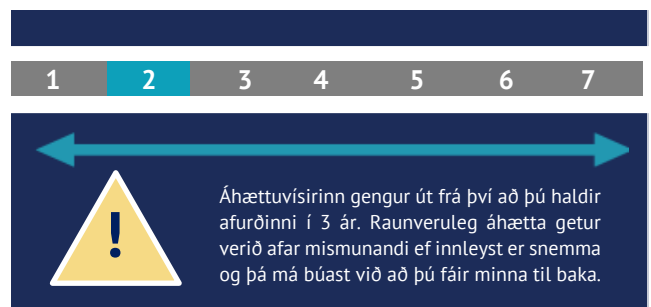 1 2 3 4 5 6 7
!
Áhættuvísirinn gengur út frá því að þú haldir
afurðinni í 3 ár. Raunveruleg áhætta getur
verið afar mismunandi ef innleyst er snemma
og þá má búast við að þú fáir minna til baka.